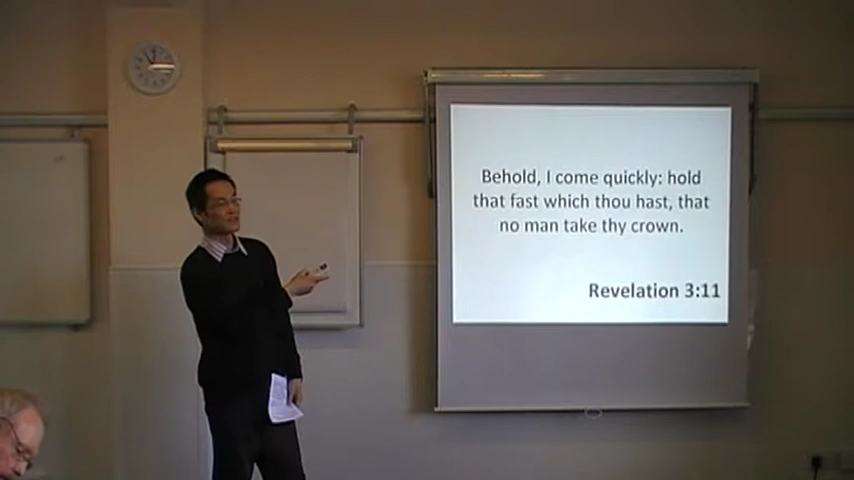 Behold, I come quickly: hold
that fast which thou hast, that
no man take thy crown.
Revelation 3:11